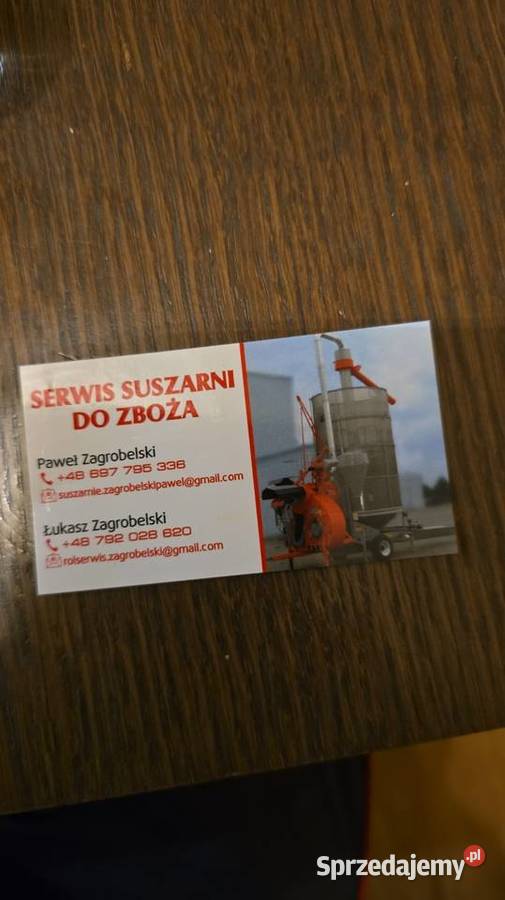 SERWIS SUSZARNI
DO ZBOŻA
Paweł Zagrobelski
+48 697 795 336
suszarnie.zagrobelskipawel@gmail.com
Łukasz Zagrobelski
+48 792 028 620
rolserwis.zagrobelski@gmail.com
Sprzedajemy.pl